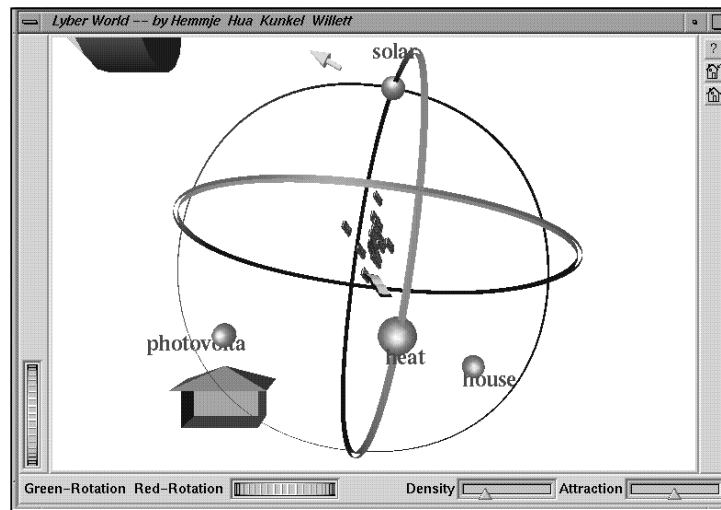 Lyber World -- by Hemmje Hua Kunkel Willett
?
solar
photovolta
heat
house
Green-Rotation Red-Rotation Density Attraction